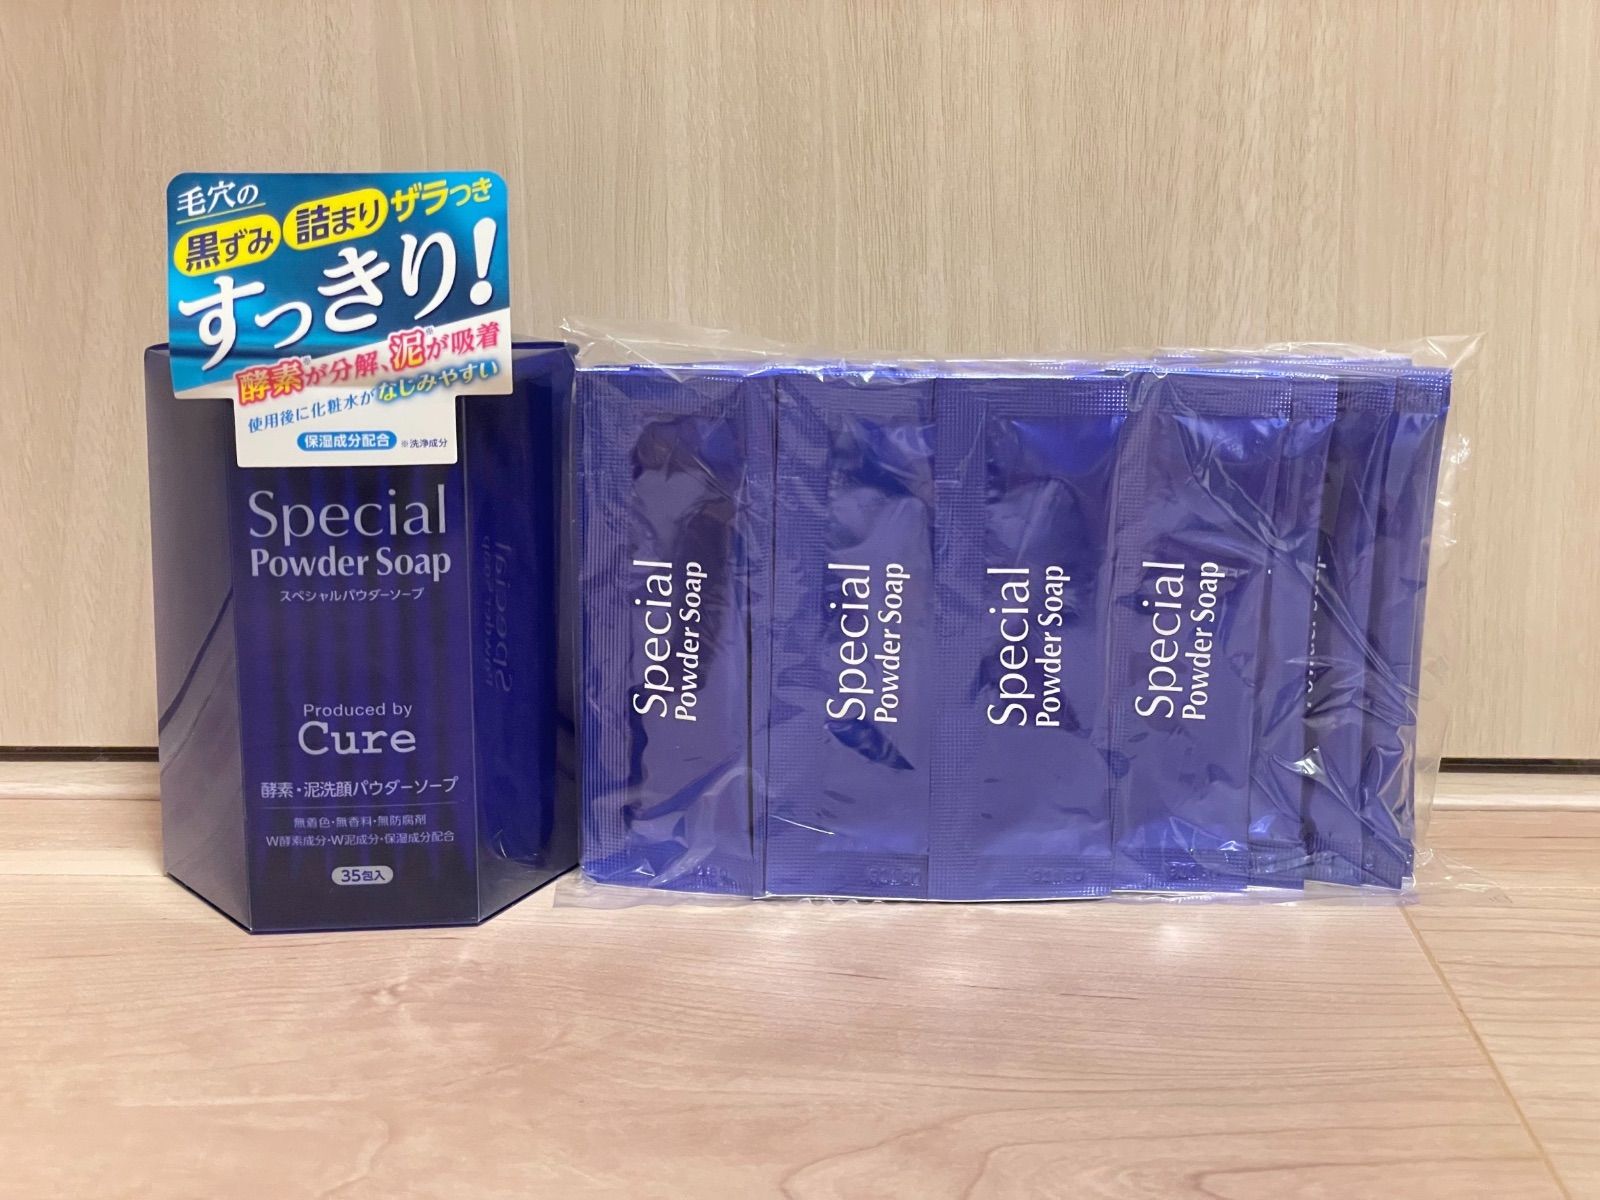 毛穴の
黒ずみ 詰まり ザラつき
すっきり!
酵素※が分解、泥※が吸着
使用後に化粧水がなじみやすい
保湿成分配合 ※洗浄成分
Special
Powder Soap
スペシャルパウダーソープ
Produced by
Cure
酵素・泥洗顔パウダーソープ
無着色・無香料・無防腐剤
W酵素成分・W泥成分・保湿成分配合
35包入
Special
Powder Soap
Special
Powder Soap
Special
Powder Soap
Special
Powder Soap
Special
Powder Soap